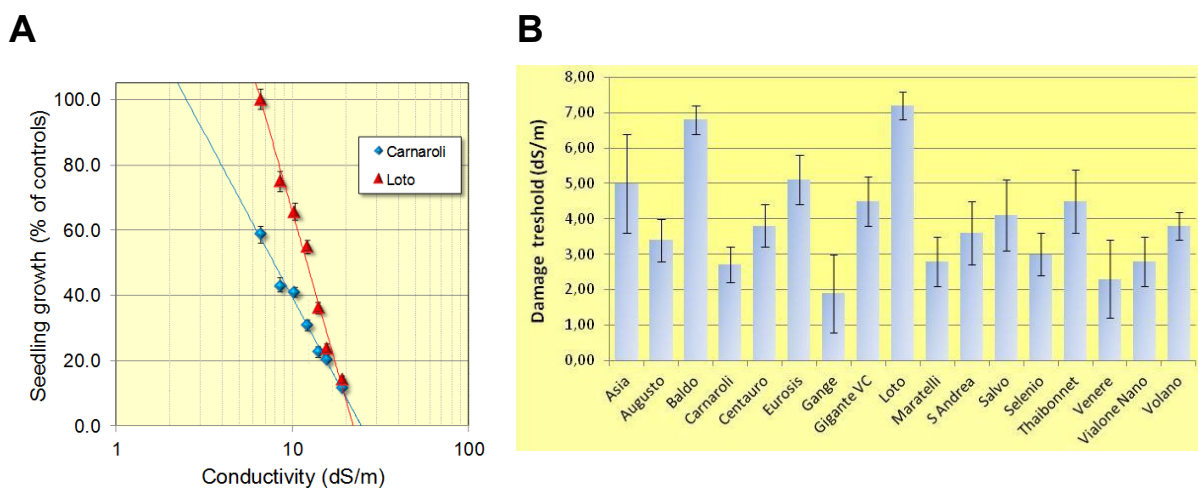 A
100.0
80.0
60.0
40.0
20.0
0.0
Seedling growth (% of controls)
Carnaroli
Loto
1
10
100
Conductivity (dS/m)
B
8,00
7,00
6,00
5,00
4,00
3,00
2,00
1,00
0,00
Damage treshold (dS/m)
Asia
Augusto
Baldo
Carnaroli
Centauro
Eurosis
Gange
Gigante VC
Loto
Maratelli
S Andrea
Salvo
Selenio
Thaibonnet
Venere
Vialone Nano
Volano